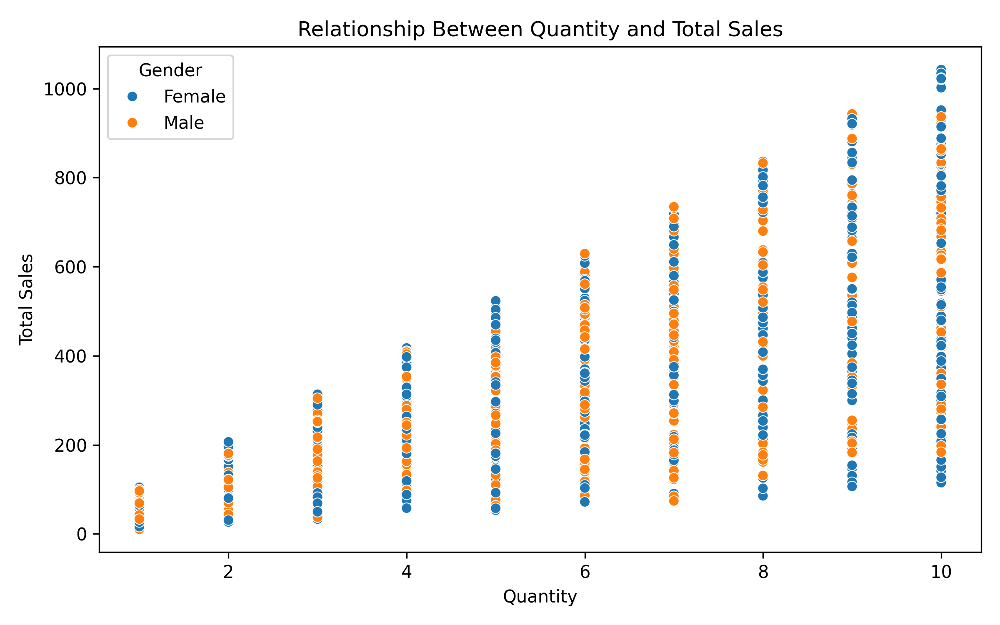 Relationship Between Quantity and Total Sales
Gender
Female
Male
Total Sales
1000
800
600
400
200
0
2 4 6 8 10
Quantity